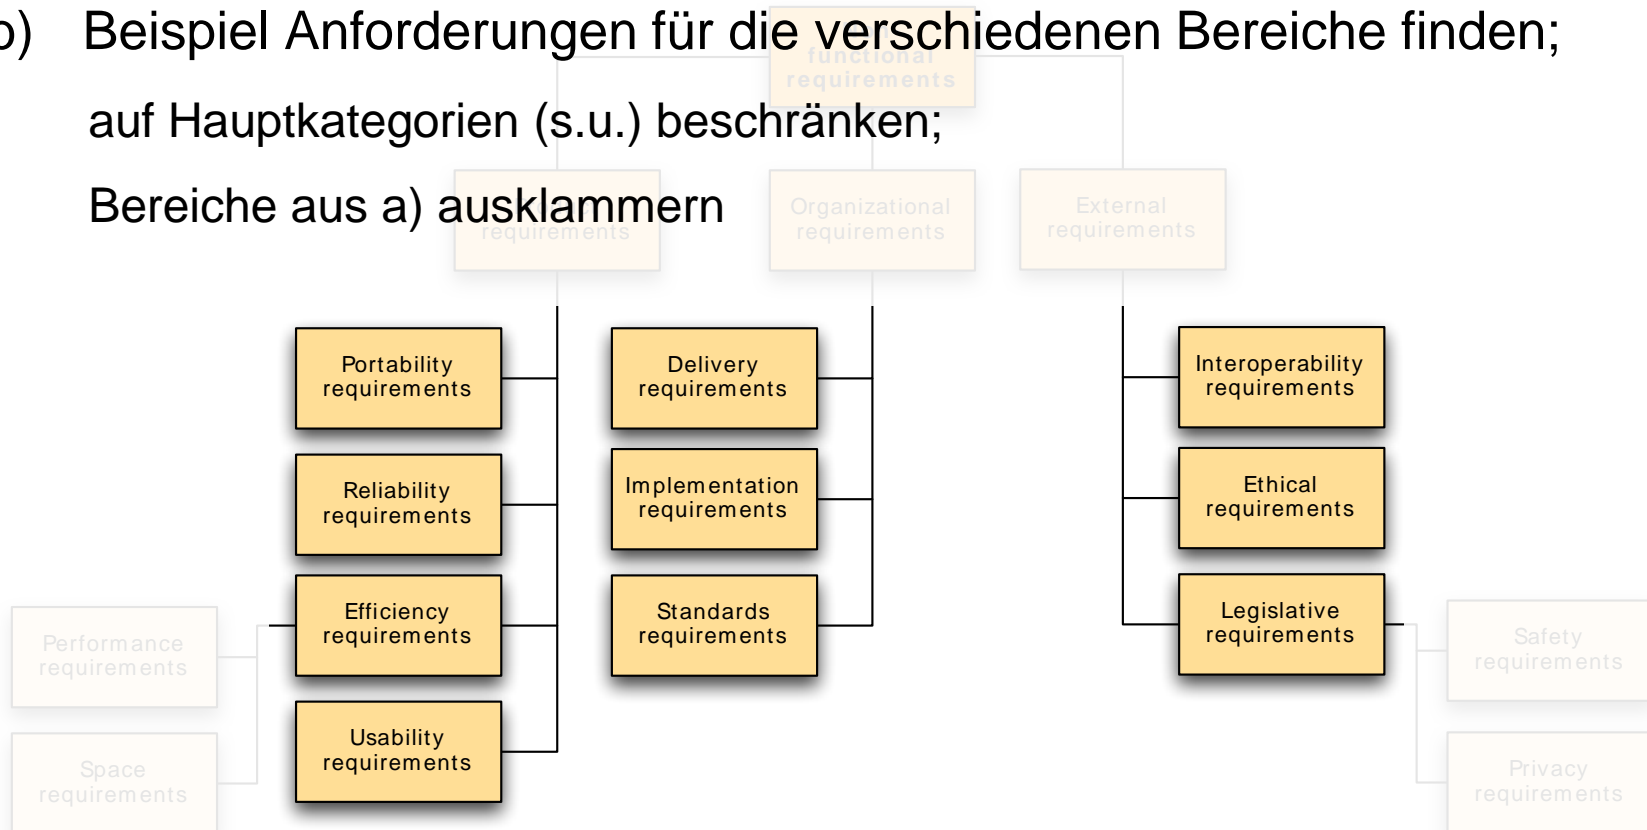 b) Beispiel Anforderungen für die verschiedenen Bereiche finden;
functional
requirements
auf Hauptkategorien (s.u.) beschränken;
Bereiche aus a) ausklammern
requirements
Organizational
requirements
External
requirements
Portability
requirements
Delivery
requirements
Interoperability
requirements
Reliability
requirements
Implementation
requirements
Ethical
requirements
Performance
requirements
Efficiency
requirements
Standards
requirements
Legislative
requirements
Safety
requirements
Space
requirements
Usability
requirements
Privacy
requirements